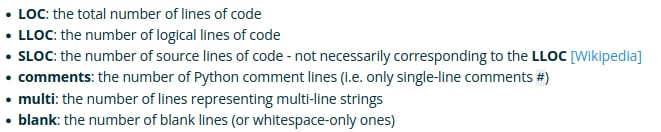 • LOC: the total number of lines of code
• LLOC: the number of logical lines of code
• SLOC: the number of source lines of code - not necessarily corresponding to the LLOC [Wikipedia]
• comments: the number of Python comment lines (i.e. only single-line comments #)
• multi: the number of lines representing multi-line strings
• blank: the number of blank lines (or whitespace-only ones)